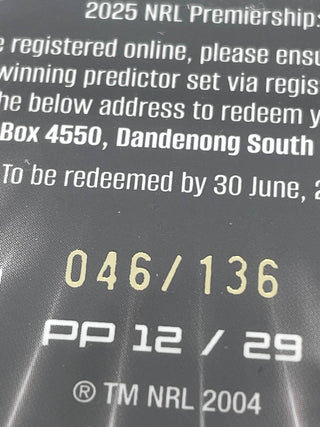 2025 NRL Premiership:
registered online, please ensu
winning predictor set via regis
he below address to redeem y
Box 4550, Dandenong South
To be redeemed by 30 June, 2
046/136
PP 12 / 29
® TM NRL 2004